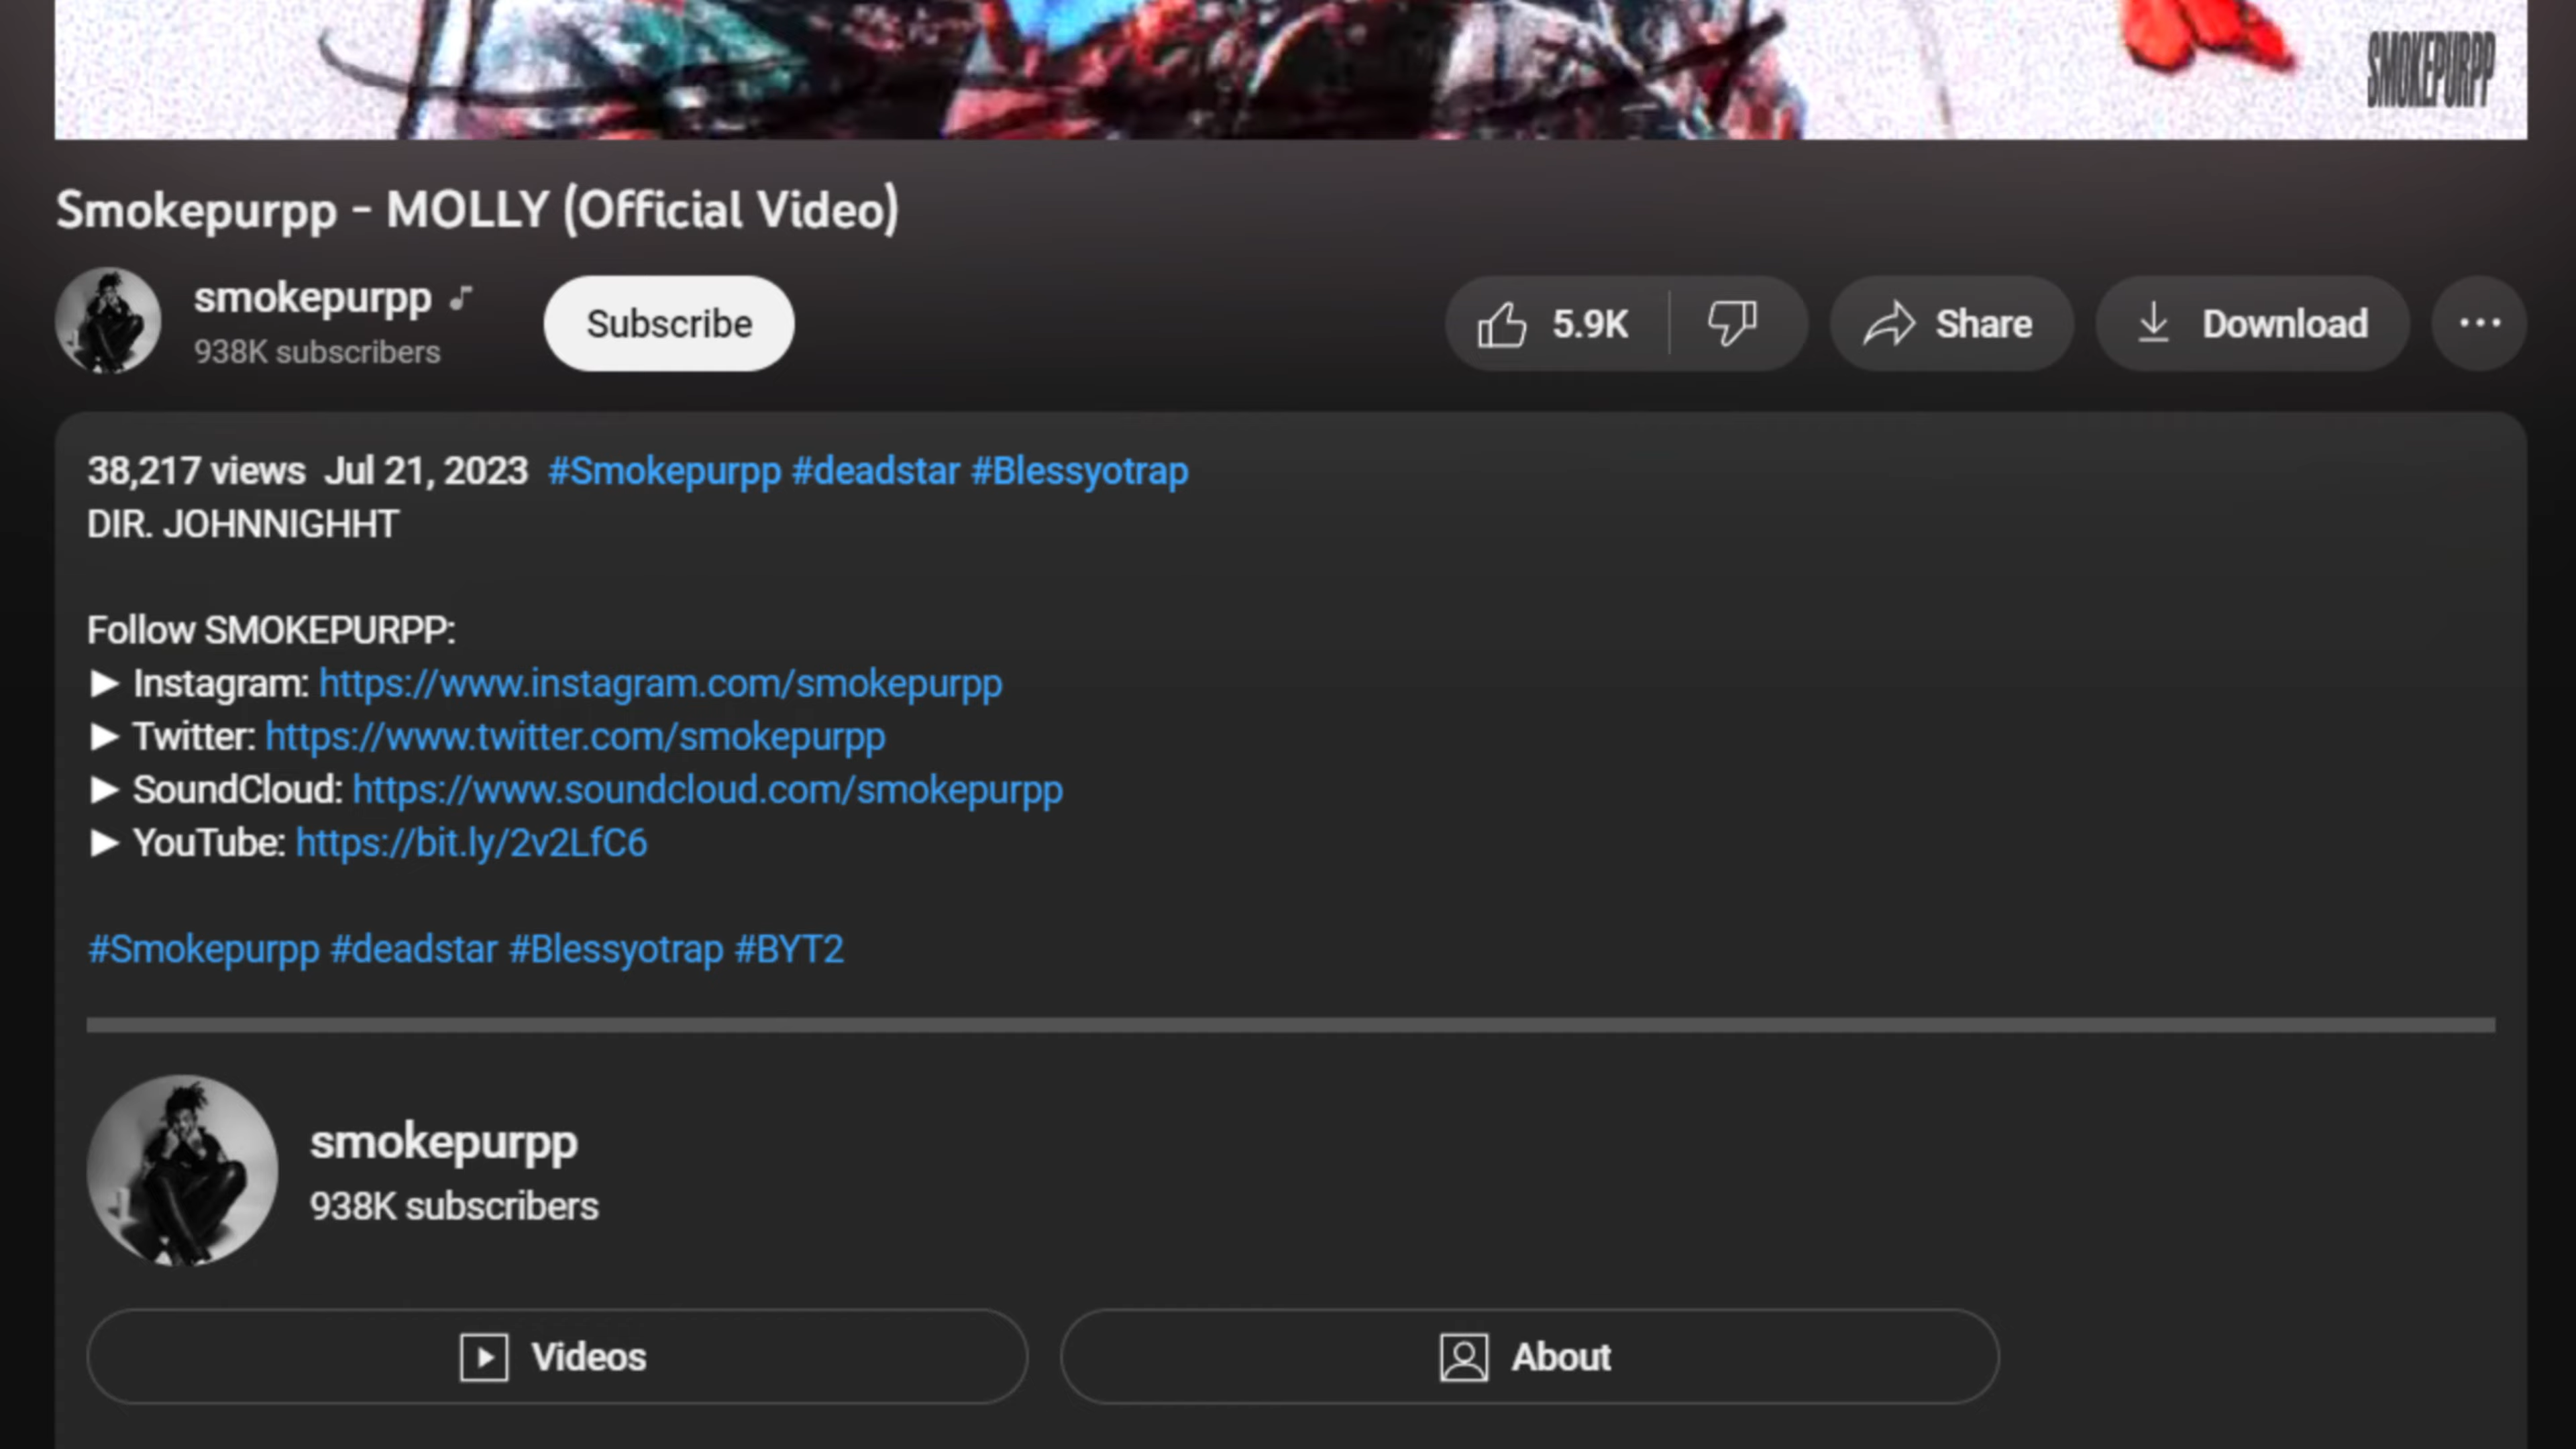 SMOKEPURPP
Smokepurpp - MOLLY (Official Video)
smokepurpp
938K subscribers
Subscribe
5.9K
Share
Download
38,217 views Jul 21, 2023 #Smokepurpp #deadstar #Blessyotrap
DIR. JOHNNIGHHT
Follow SMOKEPURPP:
► Instagram: https://www.instagram.com/smokepurpp
► Twitter: https://www.twitter.com/smokepurpp
► SoundCloud: https://www.soundcloud.com/smokepurpp
► YouTube: https://bit.ly/2v2LfC6
#Smokepurpp #deadstar #Blessyotrap #BYT2
smokepurpp
938K subscribers
Videos
About